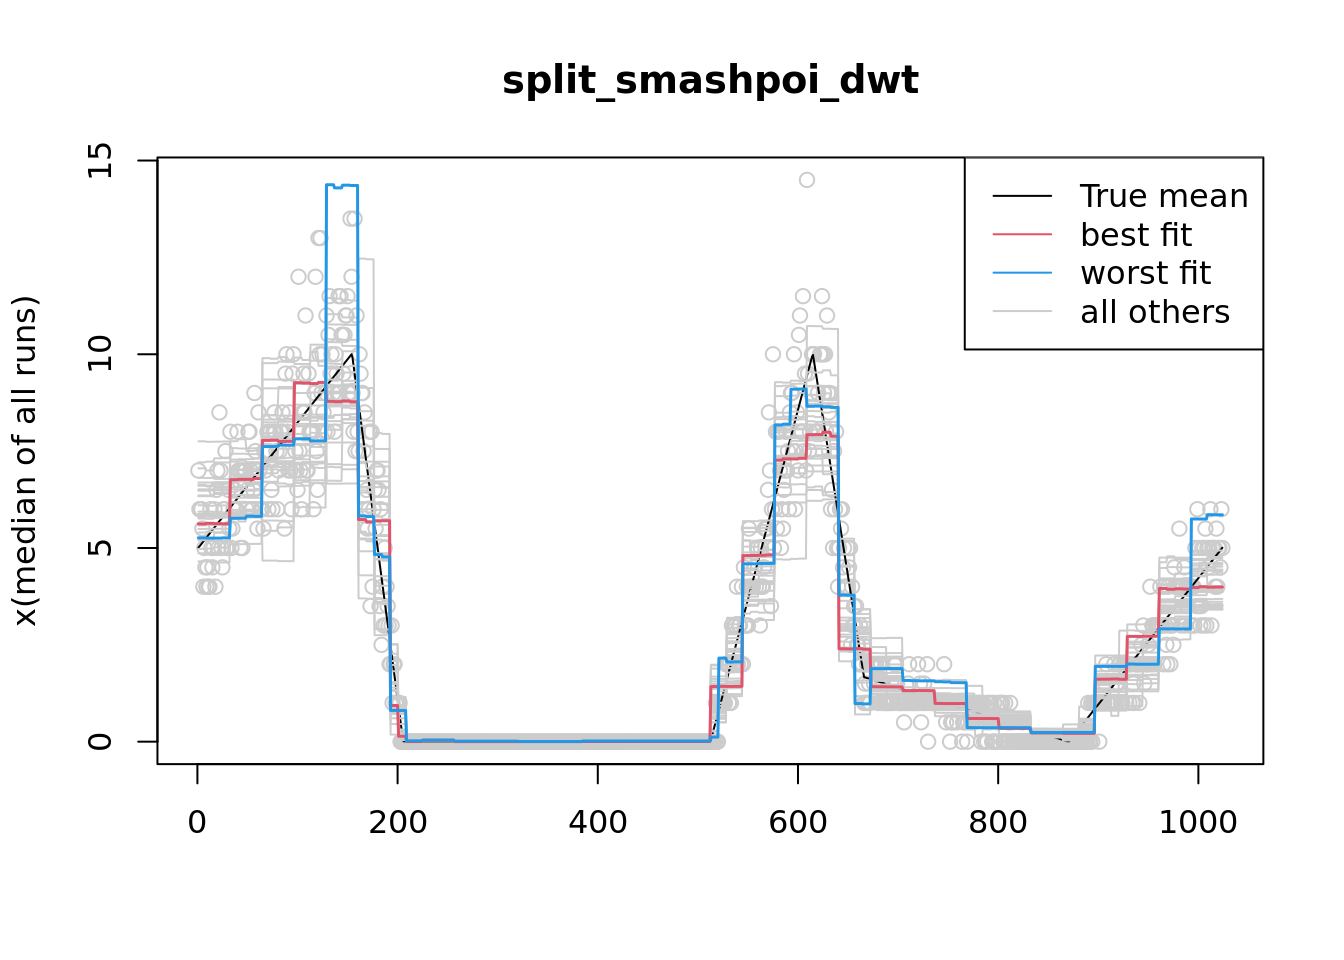 split_smashpoi_dwt
x(median of all runs)
15
10
5
0
True mean
best fit
worst fit
all others
0 200 400 600 800 1000